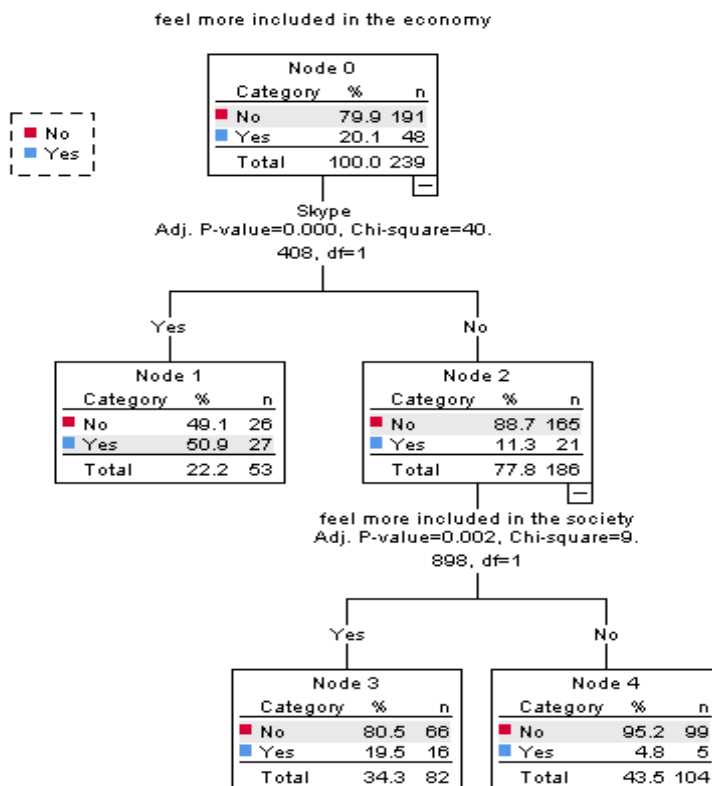 feel more included in the economy
No
Yes
Node 0
Category % n
No 79.9 191
Yes 20.1 48
Total 100.0 239
Skype
Adj. P-value=0.000, Chi-square=40.
408, df=1
Yes
No
Node 1
Category % n
No 49.1 26
Yes 50.9 27
Total 22.2 53
Node 2
Category % n
No 88.7 165
Yes 11.3 21
Total 77.8 186
feel more included in the society
Adj. P-value=0.002, Chi-square=9.
898, df=1
Yes
No
Node 3
Category % n
No 80.5 66
Yes 19.5 16
Total 34.3 82
Node 4
Category % n
No 95.2 99
Yes 4.8 5
Total 43.5 104